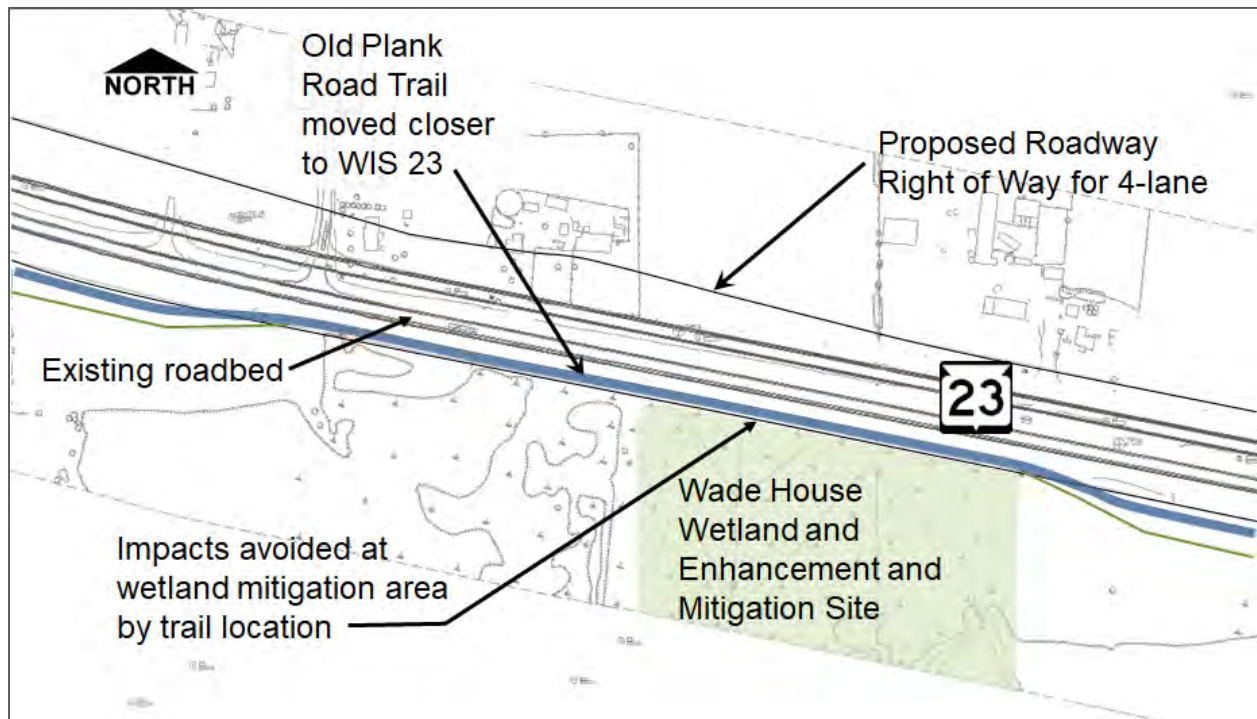 NORTH
Old Plank
Road Trail
moved closer
to WIS 23
Proposed Roadway
Right of Way for 4-lane
Existing roadbed
23
Impacts avoided at
wetland mitigation area
by trail location
Wade House
Wetland and
Enhancement and
Mitigation Site